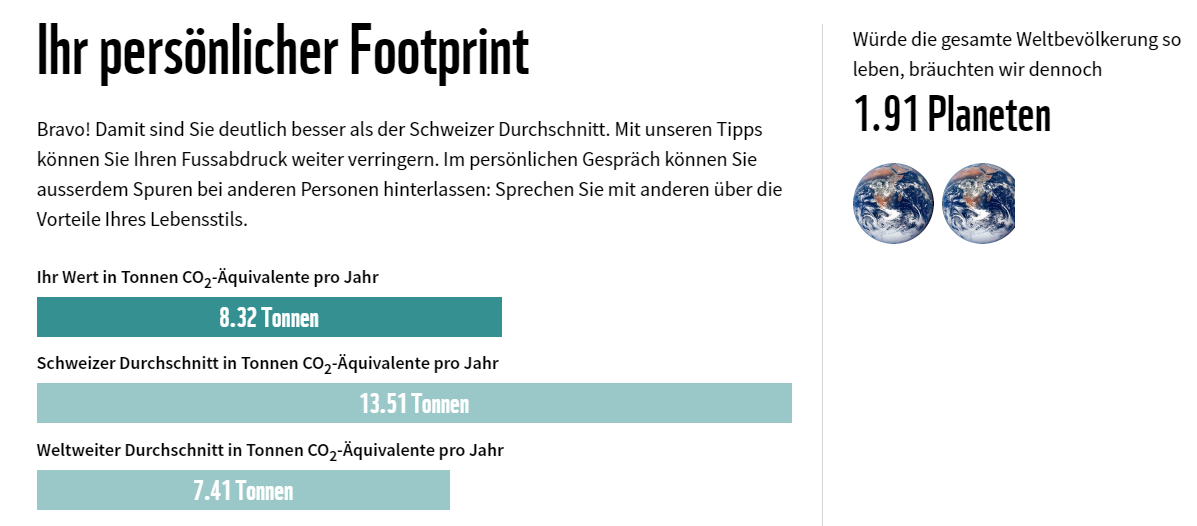 Ihr persönlicher Footprint
Bravo! Damit sind Sie deutlich besser als der Schweizer Durchschnitt. Mit unseren Tipps
können Sie Ihren Fussabdruck weiter verringern. Im persönlichen Gespräch können Sie
ausserdem Spuren bei anderen Personen hinterlassen: Sprechen Sie mit anderen über die
Vorteile Ihres Lebensstils.
Ihr Wert in Tonnen CO₂-Äquivalente pro Jahr
8.32 Tonnen
Schweizer Durchschnitt in Tonnen CO₂-Äquivalente pro Jahr
13.51 Tonnen
Weltweiter Durchschnitt in Tonnen CO₂-Äquivalente pro Jahr
7.41 Tonnen
Würde die gesamte Weltbevölkerung so
leben, bräuchten wir dennoch
1.91 Planeten